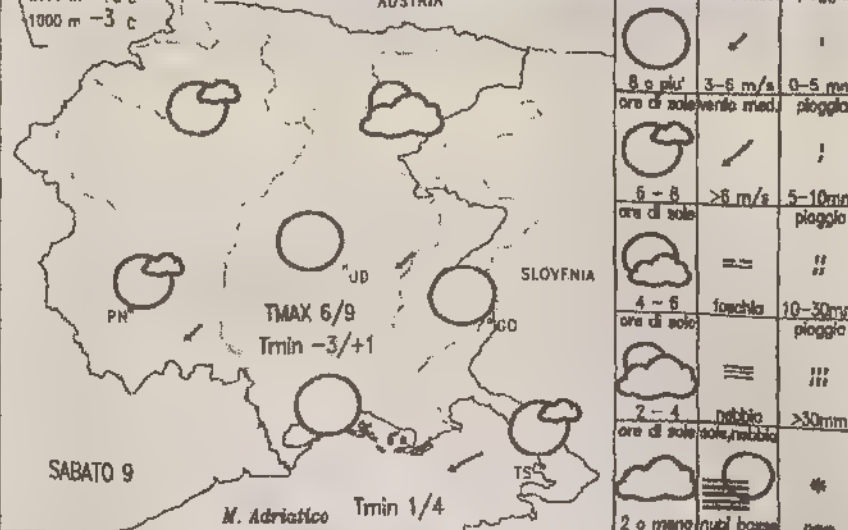 AUSTRIA
1000 m -3 c
SLOVENIA
UD
PN
GO
TMAX 6/9
Tmin -3/+1
SABATO 9
TS
M. Adriatico
Tmin 1/4
8 o piu'
ore di sole
3-6 m/s
vento med.
0-5 mm
pioggia
6 - 8
ore di sole
>6 m/s
5-10mm
pioggia
4 - 6
ore di sole
foschia
10-30mm
pioggia
2 - 4
ore di sole
nebbia
sole,nebbia
>30mm
2 o meno
nubi basse